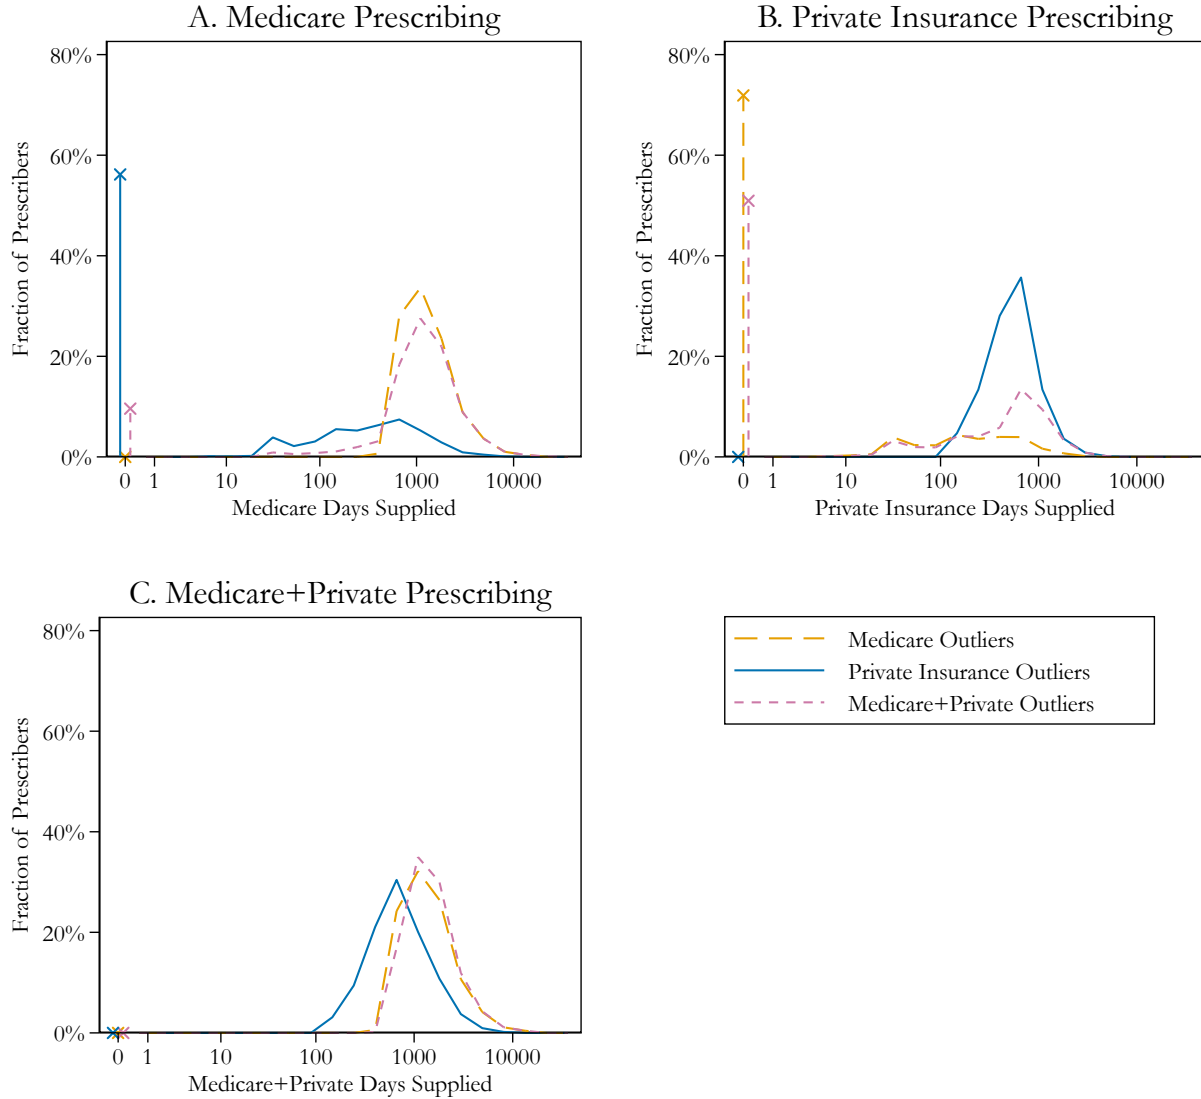 A. Medicare Prescribing
Fraction of Prescribers
80%
60%
40%
20%
0%
0 1 10 100 1000 10000
Medicare Days Supplied
B. Private Insurance Prescribing
Fraction of Prescribers
80%
60%
40%
20%
0%
0 1 10 100 1000 10000
Private Insurance Days Supplied
C. Medicare+Private Prescribing
Fraction of Prescribers
80%
60%
40%
20%
0%
0 1 10 100 1000 10000
Medicare+Private Days Supplied
Medicare Outliers
Private Insurance Outliers
Medicare+Private Outliers